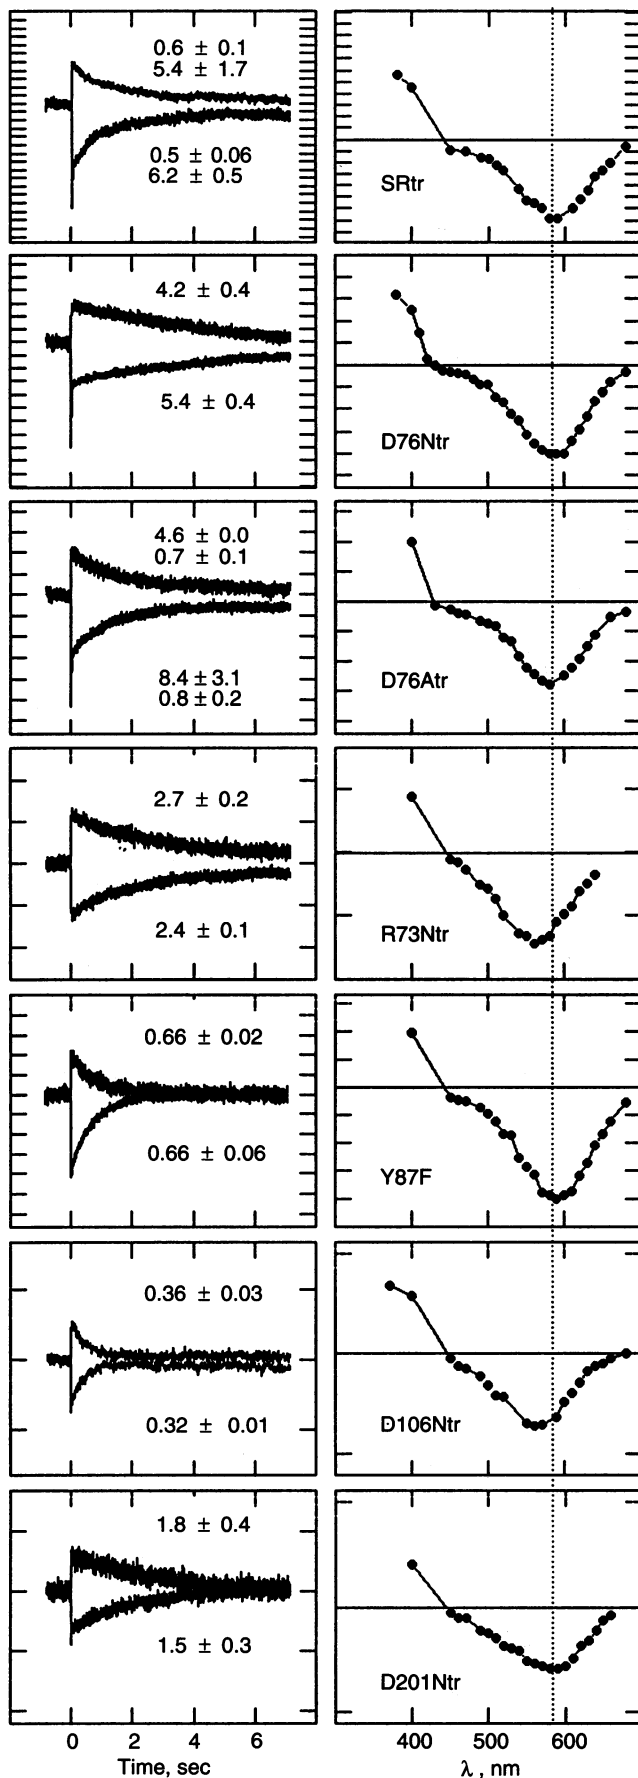 0.6 ± 0.1
5.4 ± 1.7
0.5 ± 0.06
6.2 ± 0.5
SRtr
4.2 ± 0.4
5.4 ± 0.4
D76Ntr
4.6 ± 0.0
0.7 ± 0.1
8.4 ± 3.1
0.8 ± 0.2
D76Atr
2.7 ± 0.2
2.4 ± 0.1
R73Ntr
0.66 ± 0.02
0.66 ± 0.06
Y87F
0.36 ± 0.03
0.32 ± 0.01
D106Ntr
1.8 ± 0.4
1.5 ± 0.3
D201Ntr
0 2 4 6
400 500 600
Time, sec
λ , nm